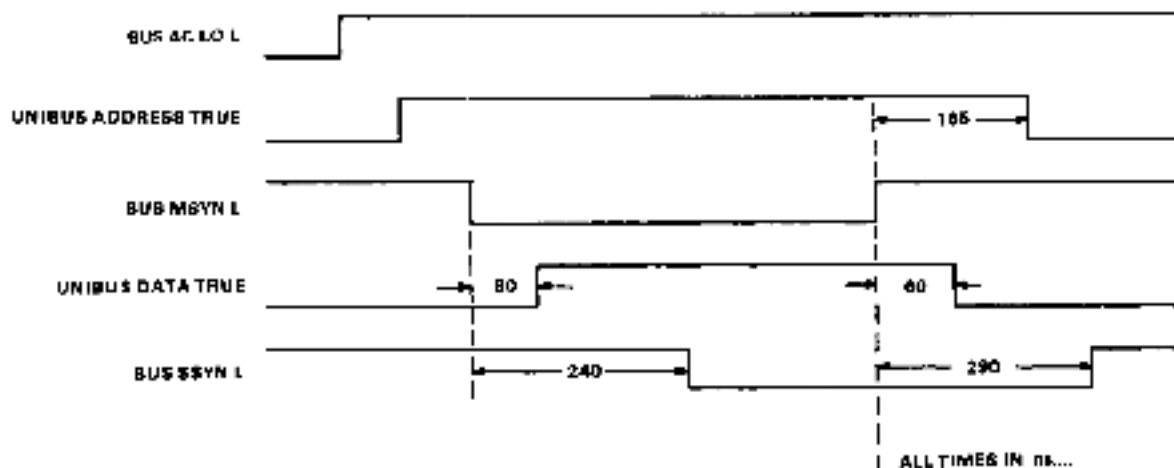 BUS AC LO L
UNIBUS ADDRESS TRUE
165
BUS MSYN L
UNIBUS DATA TRUE
80
60
BUS SSYN L
240
290
ALL TIMES IN ns....